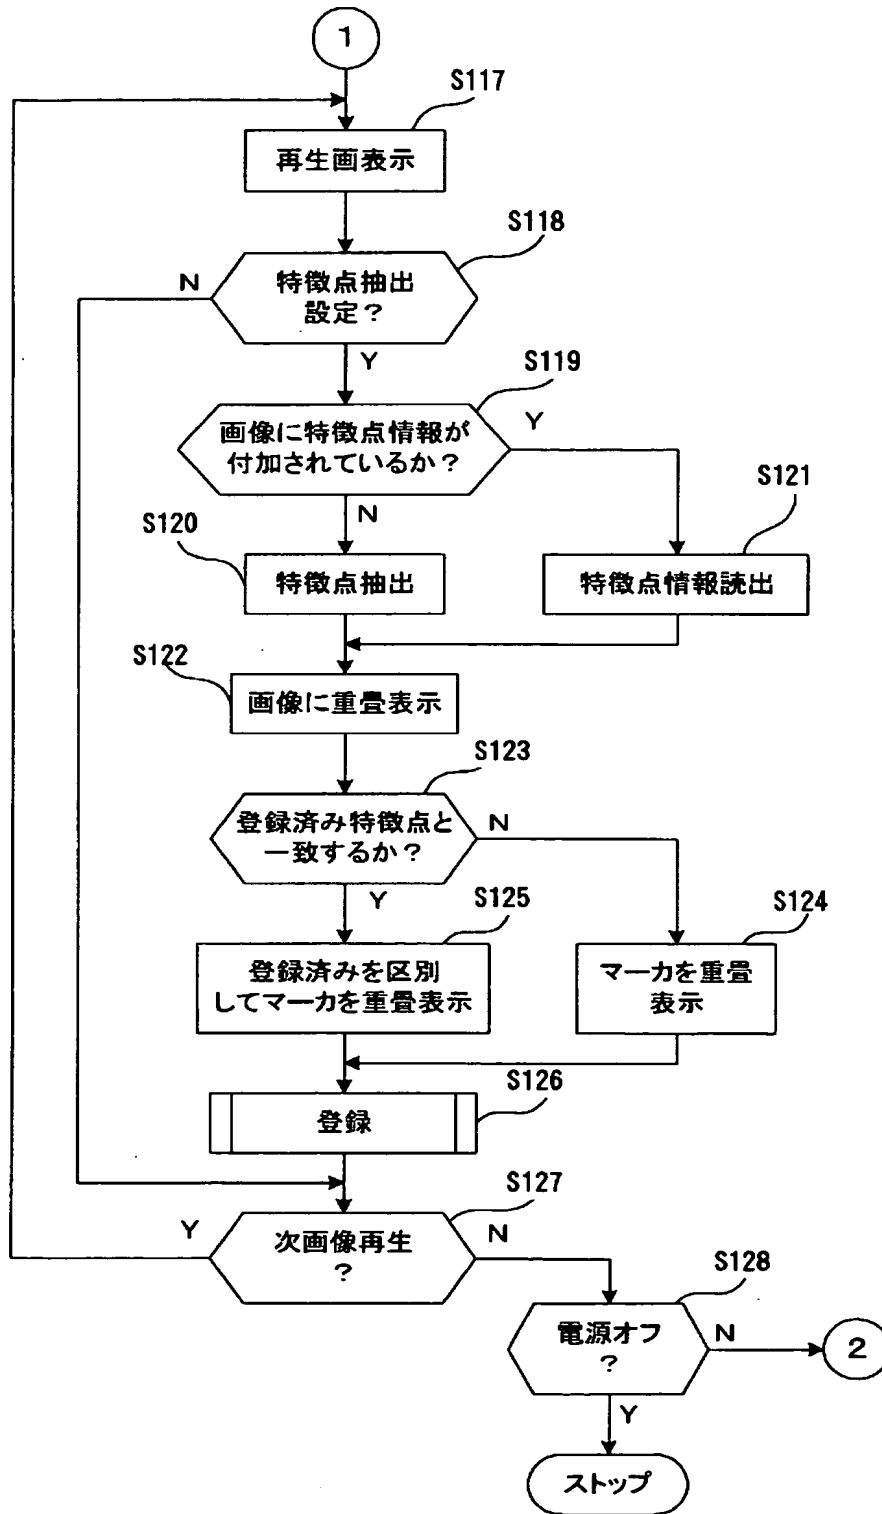 1
S117
再生画表示
S118
N
特徴点抽出
設定？
Y
S119
画像に特徴点情報が
付加されているか？
Y
N
S120
S121
特徴点抽出
特徴点情報読出
S122
画像に重畳表示
S123
登録済み特徴点と
一致するか？
N
Y
S125
S124
登録済みを区別
してマーカを重畳表示
マーカを重畳
表示
S126
登録
S127
Y
次画像再生
？
N
S128
電源オフ
？
N
2
Y
ストップ